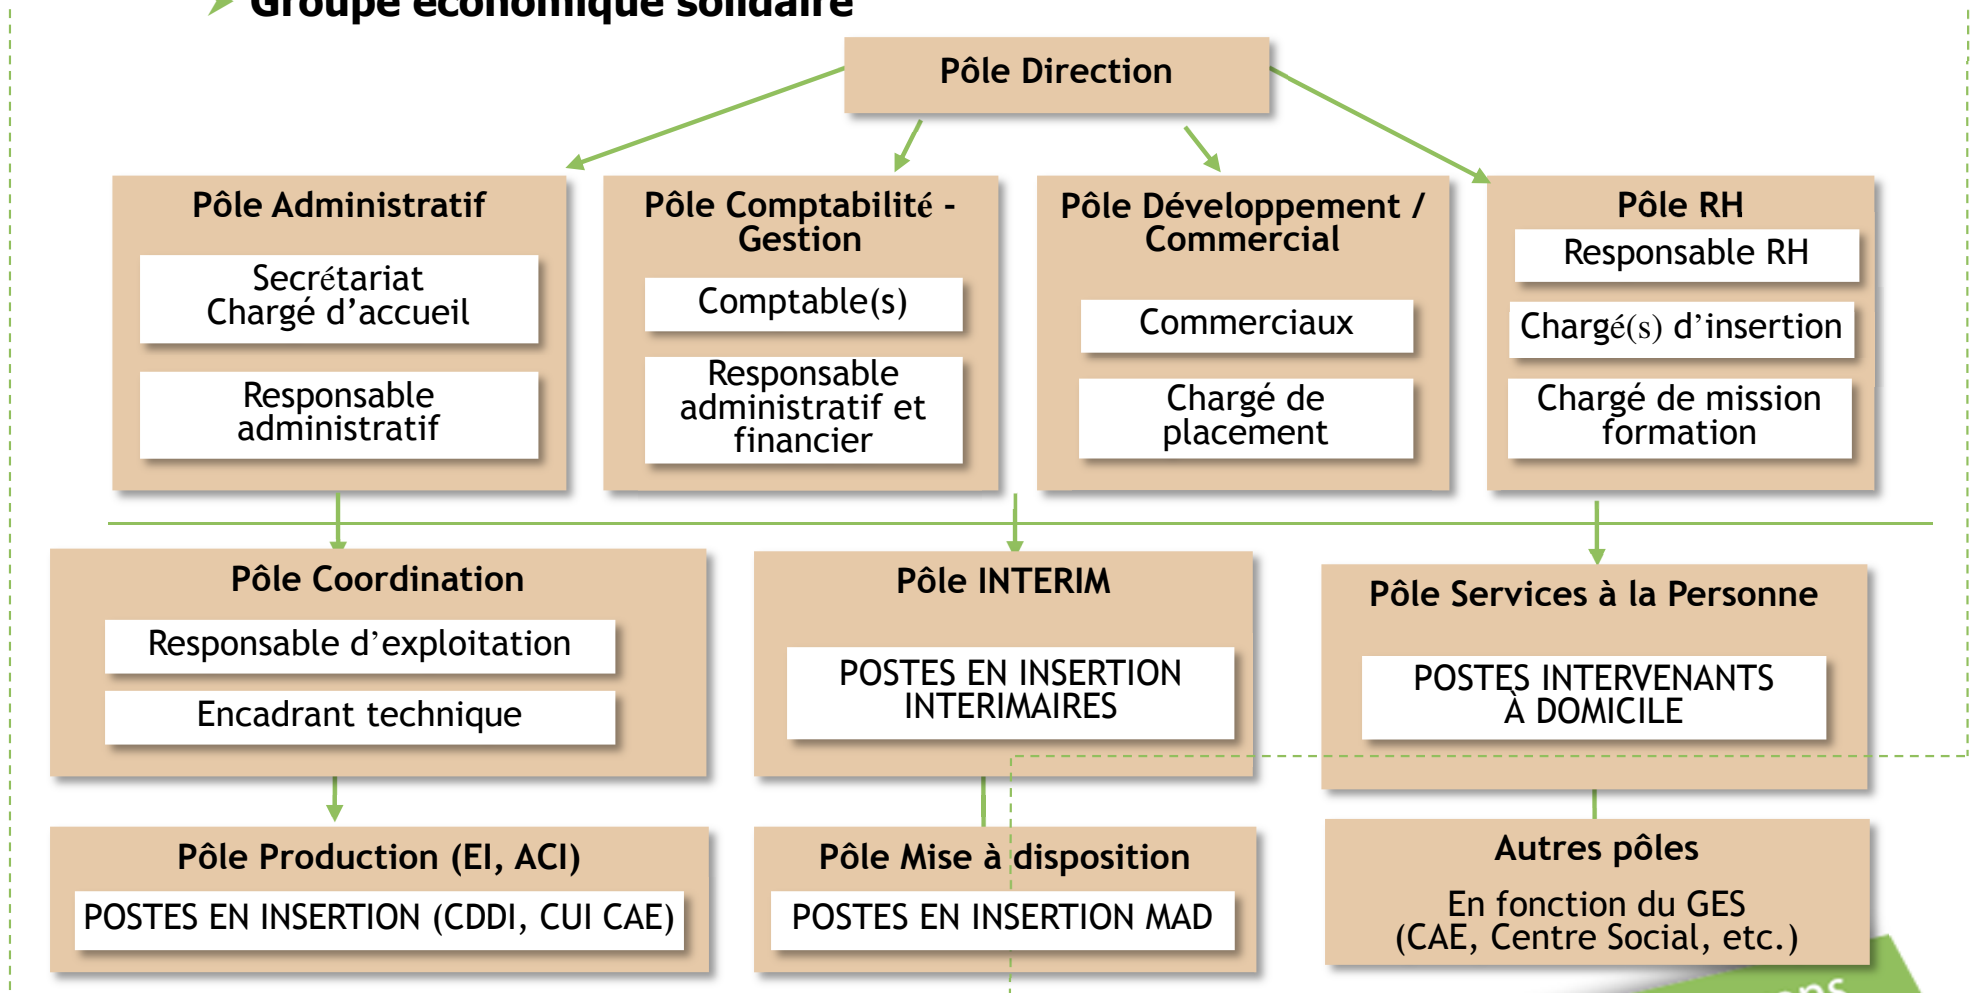 ➤ Groupe économique solidaire
Pôle Direction
Pôle Administratif
Secrétariat
Chargé d’accueil
Responsable
administratif
Pôle Comptabilité -
Gestion
Comptable(s)
Responsable
administratif et
financier
Pôle Développement /
Commercial
Commerciaux
Chargé de
placement
Pôle RH
Responsable RH
Chargé(s) d’insertion
Chargé de mission
formation
Pôle Coordination
Responsable d’exploitation
Encadrant technique
Pôle INTERIM
POSTES EN INSERTION
INTERIMAIRES
Pôle Services à la Personne
POSTES INTERVENANTS
À DOMICILE
Pôle Production (EI, ACI)
POSTES EN INSERTION (CDDI, CUI CAE)
Pôle Mise à disposition
POSTES EN INSERTION MAD
Autres pôles
En fonction du GES
(CAE, Centre Social, etc.)